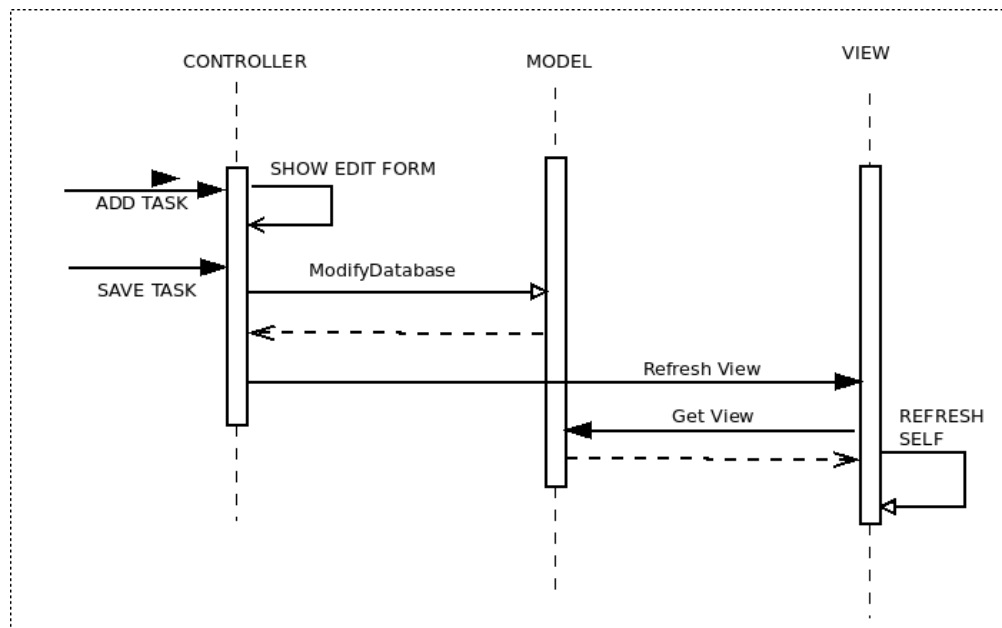 CONTROLLER
MODEL
VIEW
SHOW EDIT FORM
ADD TASK
ModifyDatabase
SAVE TASK
Refresh View
Get View
REFRESH
SELF